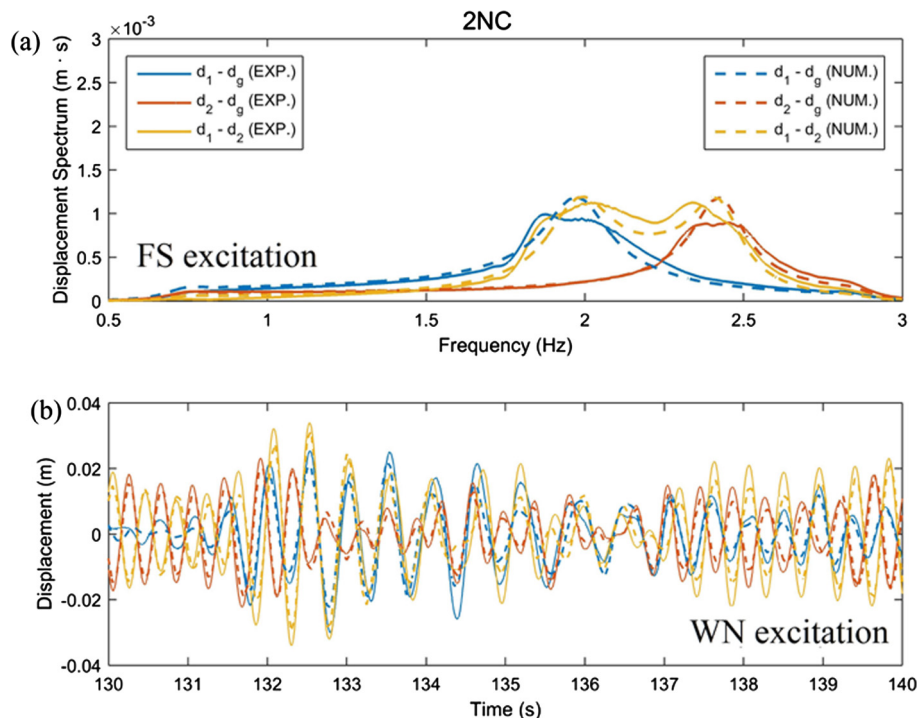 2NC
(a)
×10⁻³
3
2.5
2
1.5
1
0.5
0
Displacement Spectrum (m · s)
d₁ - d_g (EXP.)
d₂ - d_g (EXP.)
d₁ - d₂ (EXP.)
d₁ - d_g (NUM.)
d₂ - d_g (NUM.)
d₁ - d₂ (NUM.)
FS excitation
0.5 1 1.5 2 2.5 3
Frequency (Hz)
(b)
0.04
0.02
0
-0.02
-0.04
Displacement (m)
WN excitation
130 131 132 133 134 135 136 137 138 139 140
Time (s)